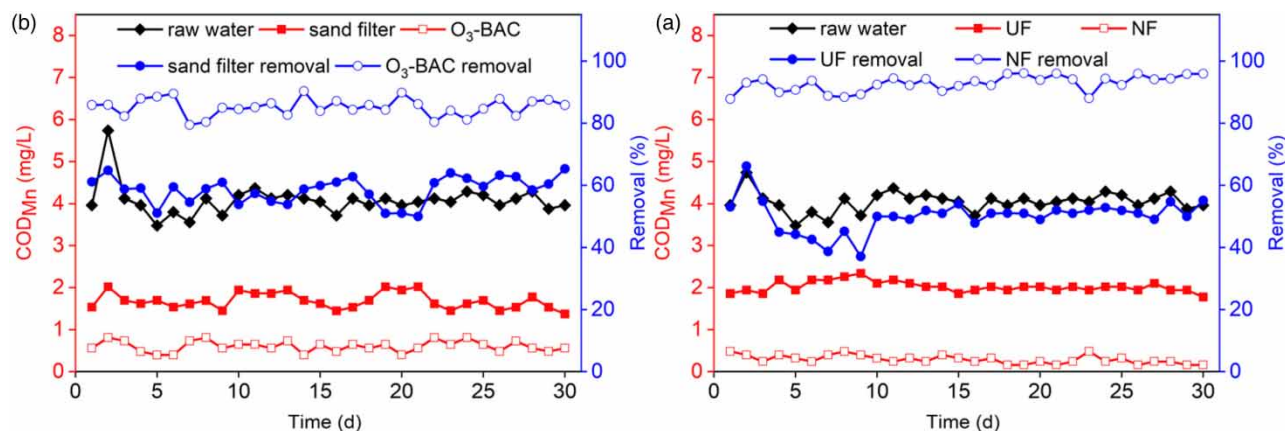 (b)
raw water sand filter O₃-BAC
sand filter removal O₃-BAC removal
CODMn (mg/L)
8
7
6
5
4
3
2
1
0
100
80
60
40
20
0
Removal (%)
0 5 10 15 20 25 30
Time (d)
(a)
raw water UF NF
UF removal NF removal
CODMn (mg/L)
8
7
6
5
4
3
2
1
0
100
80
60
40
20
0
Removal (%)
0 5 10 15 20 25 30
Time (d)